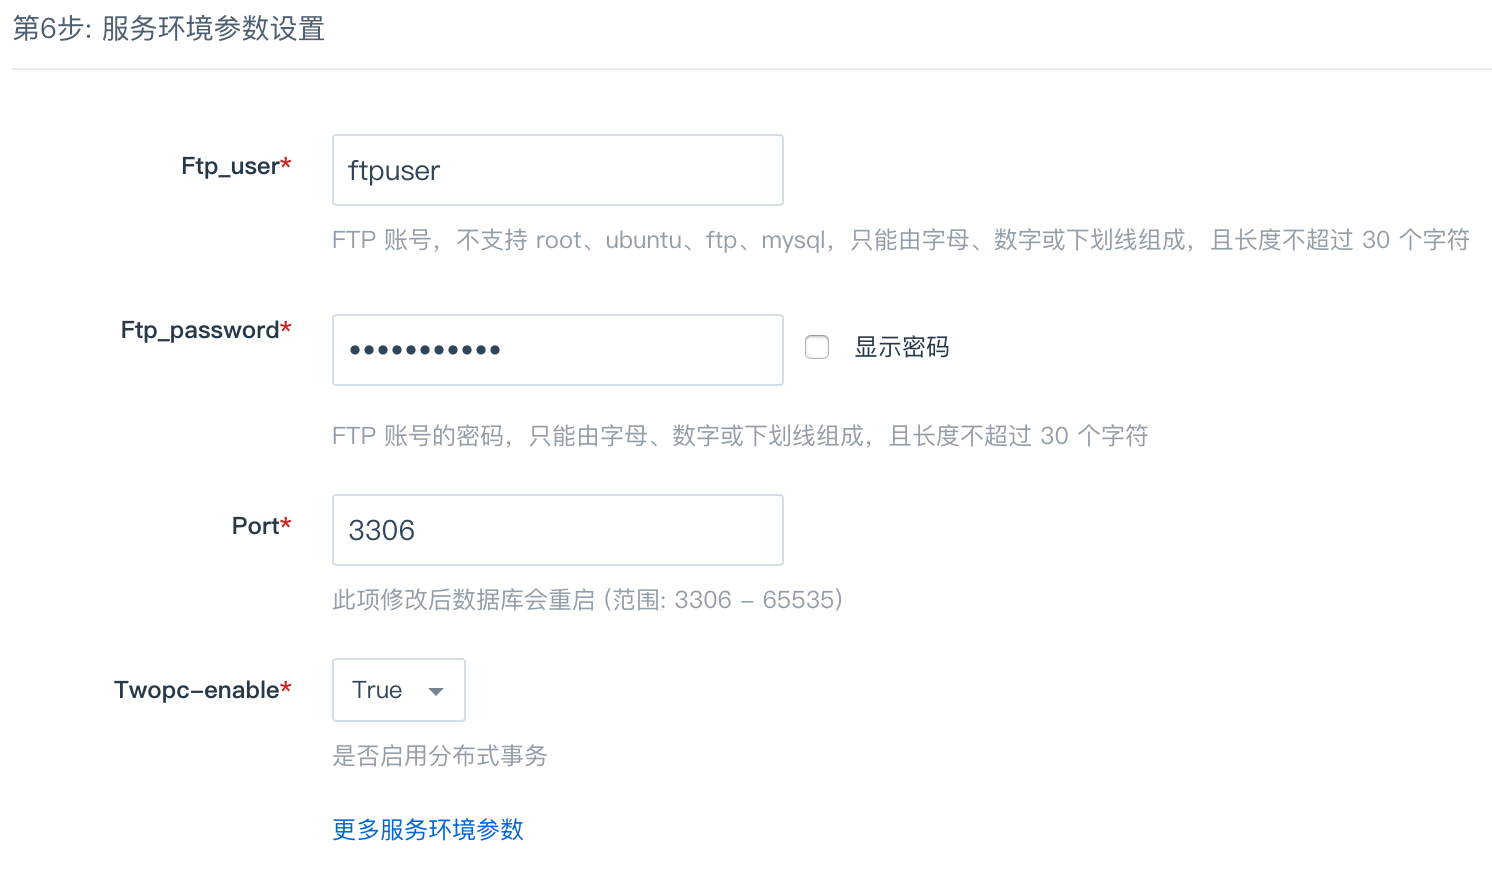 第6步: 服务环境参数设置
Ftp_user*
ftpuser
FTP 账号，不支持 root、ubuntu、ftp、mysql，只能由字母、数字或下划线组成，且长度不超过 30 个字符
Ftp_password*
•••••••••••
显示密码
FTP 账号的密码，只能由字母、数字或下划线组成，且长度不超过 30 个字符
Port*
3306
此项修改后数据库会重启 (范围: 3306 - 65535)
Twopc-enable*
True
是否启用分布式事务
更多服务环境参数